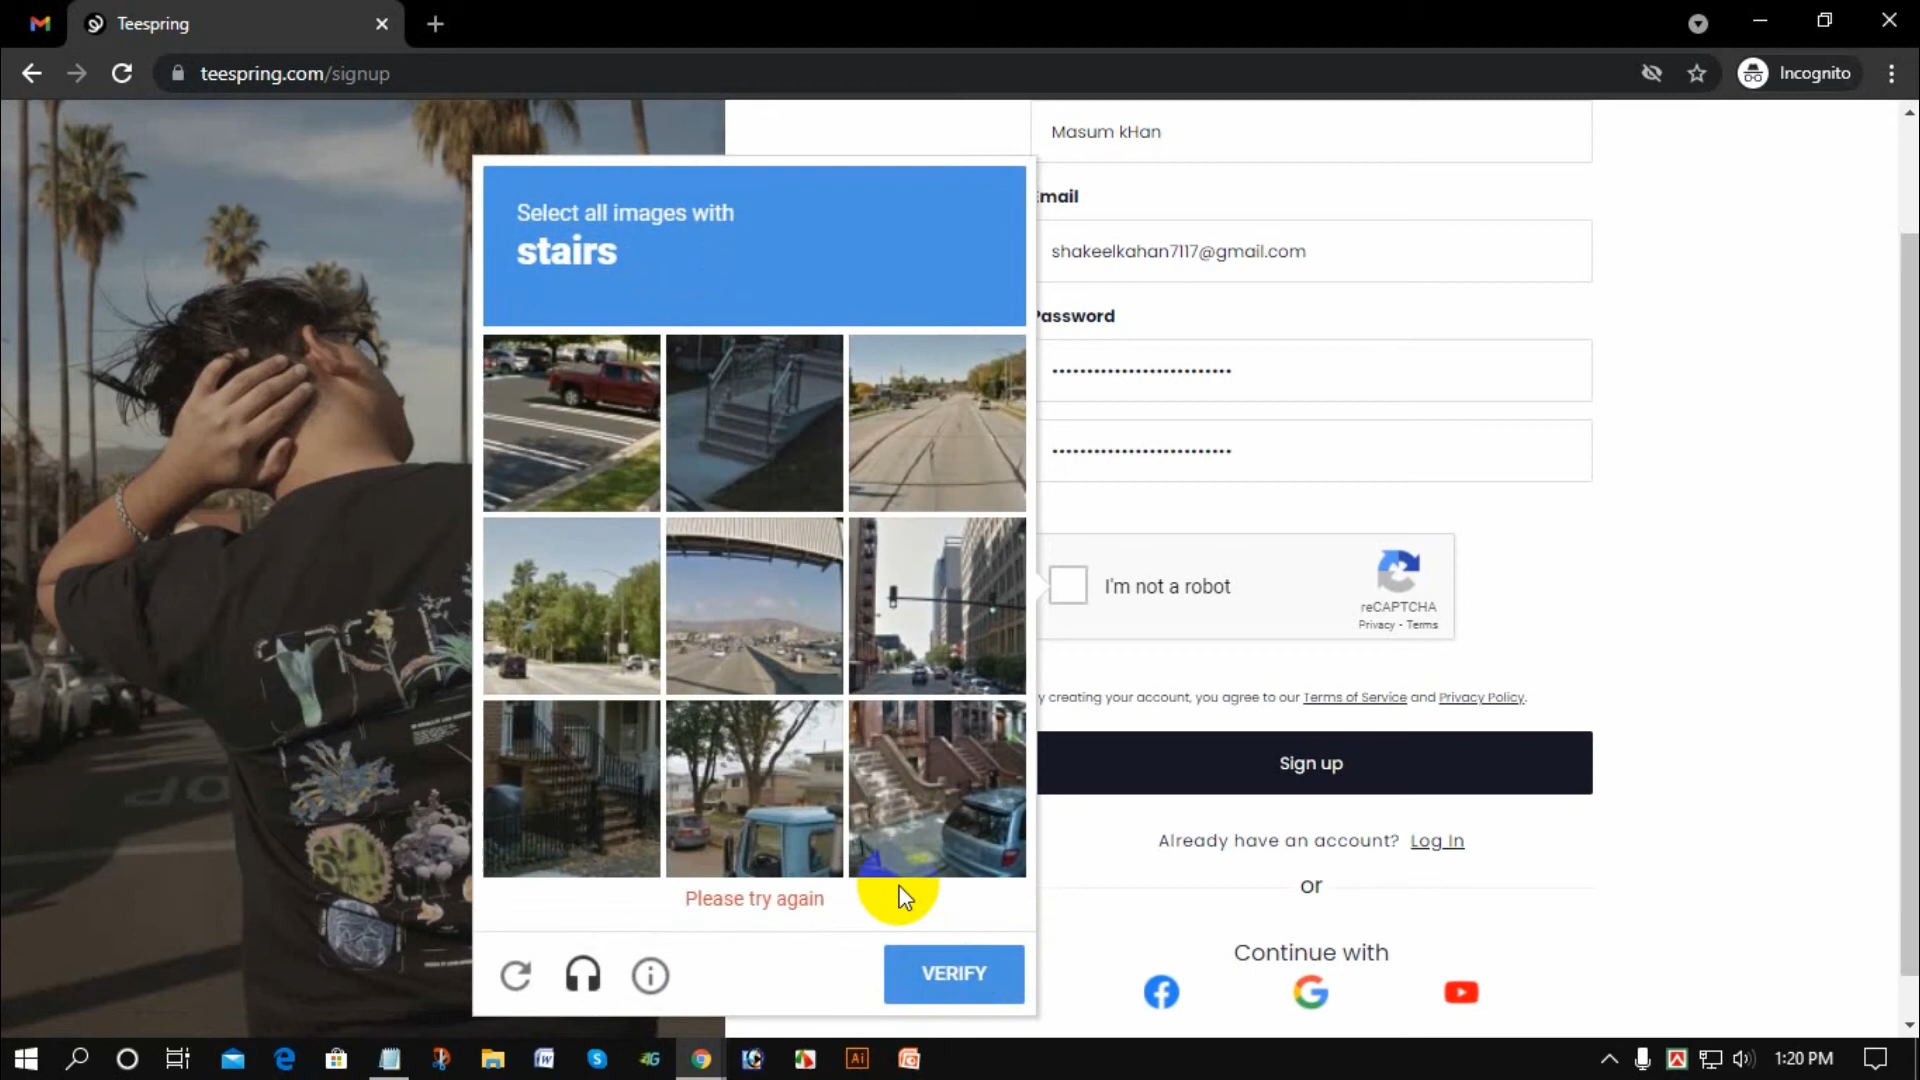 Teespring
teespring.com/signup
Incognito
Masum kHan
Select all images with
stairs
Email
shakeelkahan7117@gmail.com
Password
I'm not a robot
reCAPTCHA
Privacy - Terms
y creating your account, you agree to our Terms of Service and Privacy Policy.
Sign up
Already have an account? Log In
Please try again
or
Continue with
VERIFY
1:20 PM